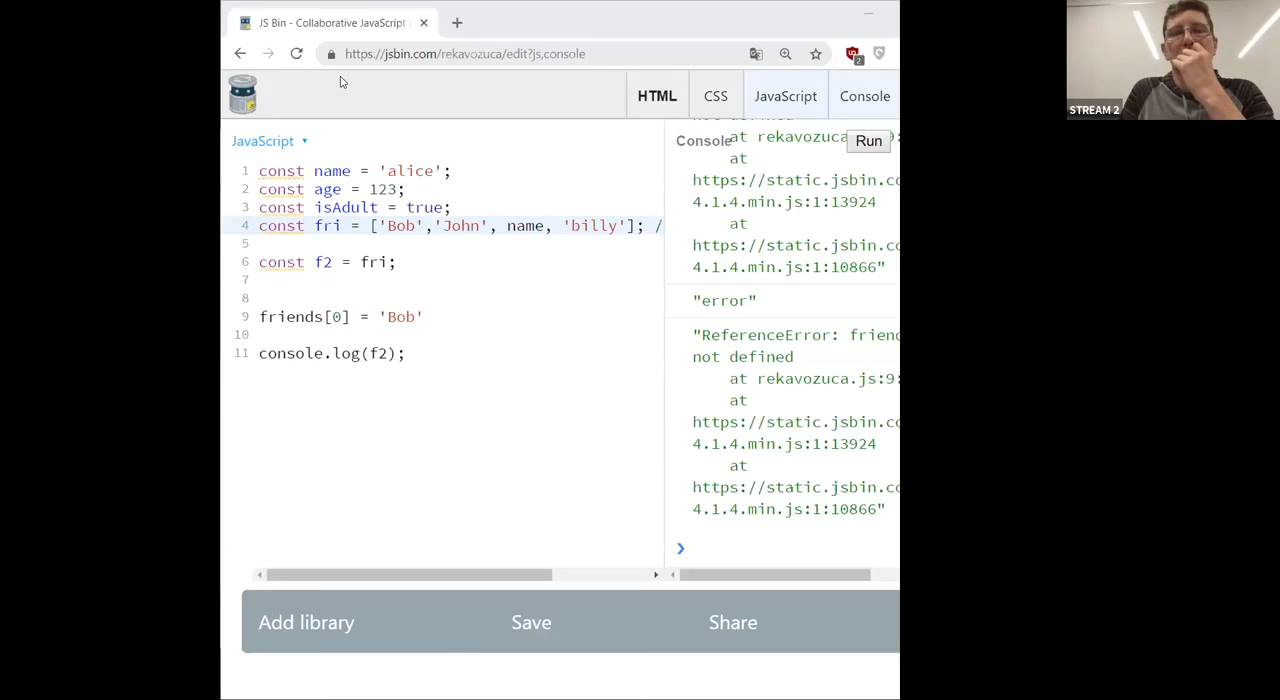 JS Bin - Collaborative JavaScript
https://jsbin.com/rekavozuca/edit?js,console
2
STREAM 2
HTML CSS JavaScript Console
JavaScript
1 const name = 'alice';
2 const age = 123;
3 const isAdult = true;
4 const fri = ['Bob','John', name, 'billy']; /
5
6 const f2 = fri;
7
8
9 friends[0] = 'Bob'
10
11 console.log(f2);
Console
Run
at rekavozuca
at
https://static.jsbin.co
4.1.4.min.js:1:13924
at
https://static.jsbin.co
4.1.4.min.js:1:10866"
"error"
"ReferenceError: frien
not defined
at rekavozuca.js:9:
at
https://static.jsbin.co
4.1.4.min.js:1:13924
at
https://static.jsbin.co
4.1.4.min.js:1:10866"
Add library Save Share